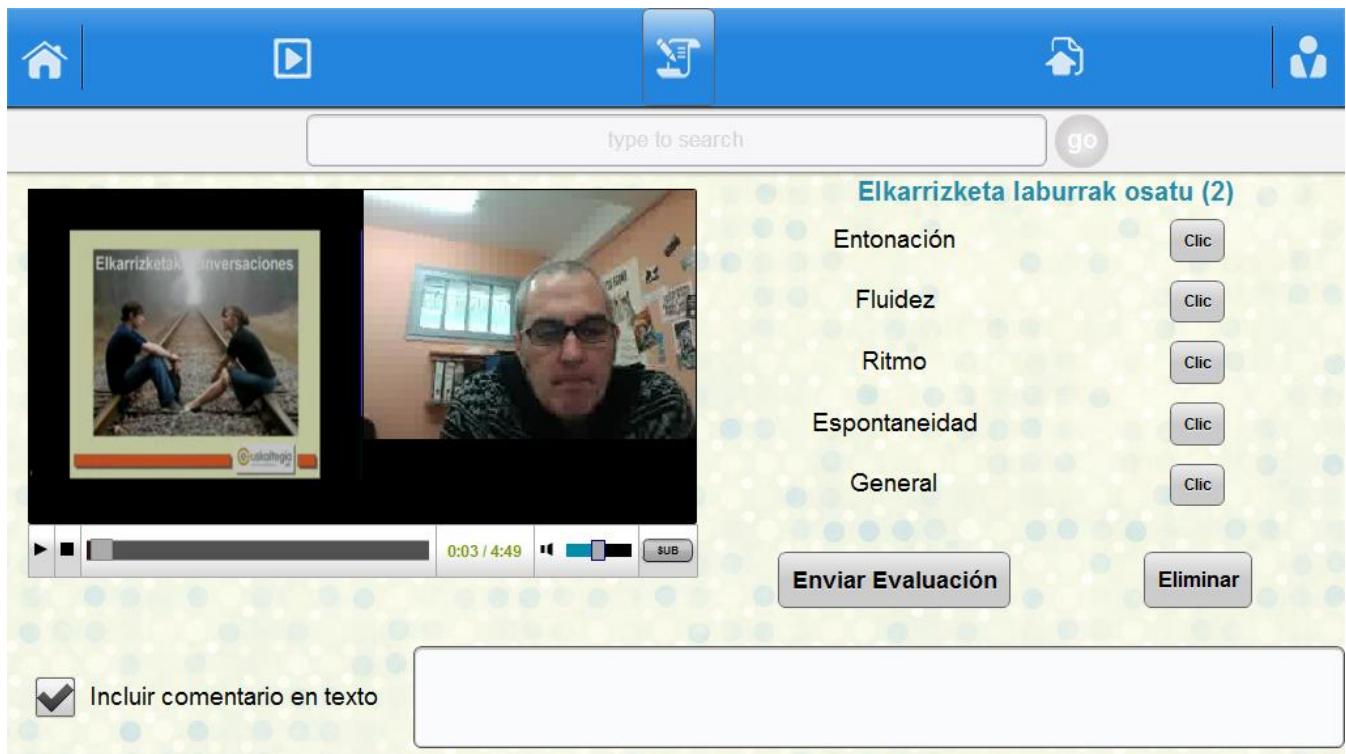 type to search
go
Elkarrizketa laburrak osatu (2)
Elkarrizketak
Entonación
Clic
Fluidez
Clic
Ritmo
Clic
Espontaneidad
Clic
General
Clic
0:03 / 4:49
SUB
Enviar Evaluación
Eliminar
Incluir comentario en texto